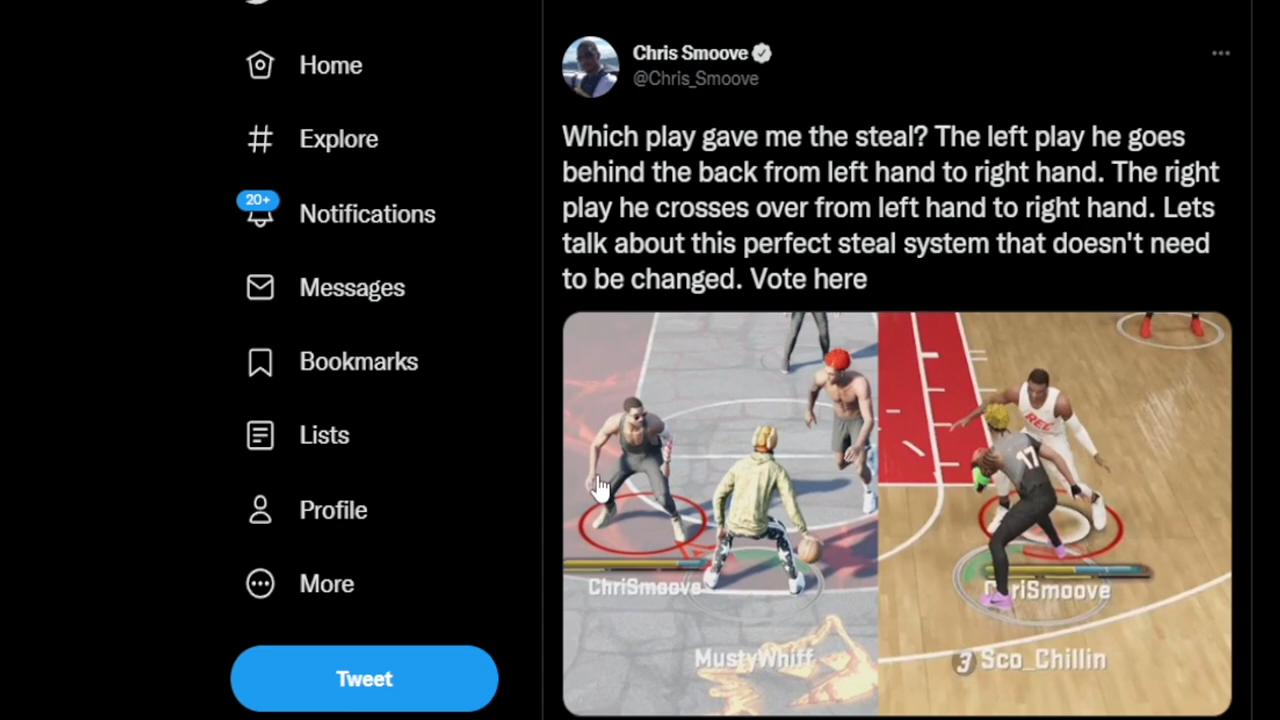 Home
Explore
20+
Notifications
Messages
Bookmarks
Lists
Profile
More
Tweet
Chris Smoove
@Chris_Smoove
Which play gave me the steal? The left play he goes
behind the back from left hand to right hand. The right
play he crosses over from left hand to right hand. Lets
talk about this perfect steal system that doesn't need
to be changed. Vote here
ChriSmoove
MustyWhiff
REC
17
ChriSmoove
3 Sco_Chillin